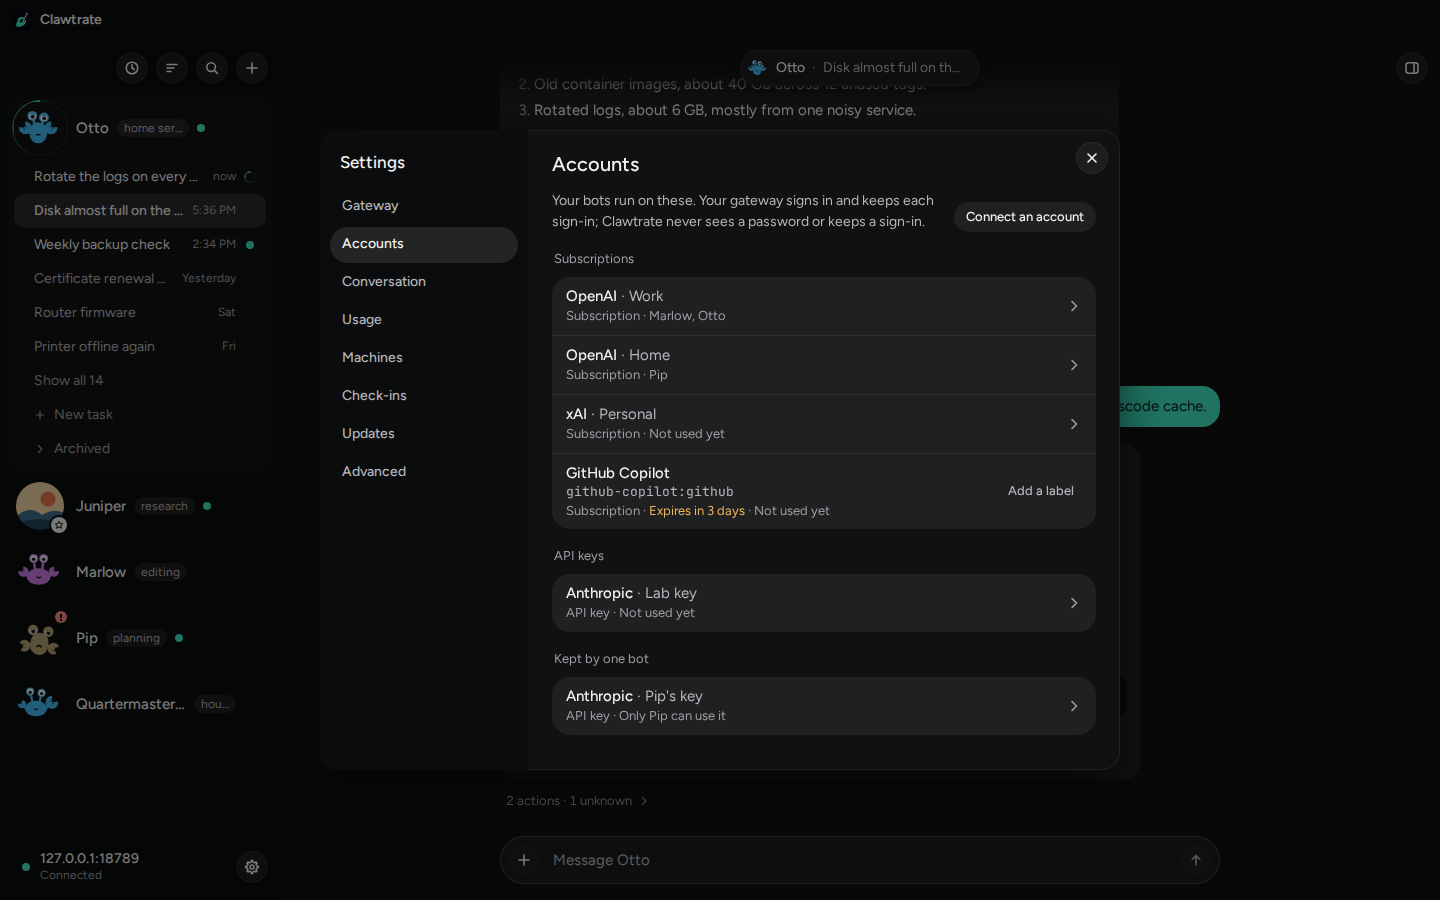 Clawtrate
Otto · Disk almost full on th...
2. Old container images, about 40 GB across 12 unused tags.
3. Rotated logs, about 6 GB, mostly from one noisy service.
Otto home ser...
Rotate the logs on every ... now
Disk almost full on the ... 5:36 PM
Weekly backup check 2:34 PM
Certificate renewal ... Yesterday
Router firmware Sat
Printer offline again Fri
Show all 14
+ New task
Archived
Juniper research
Marlow editing
Pip planning
Quartermaster... hou...
127.0.0.1:18789
Connected
Settings
Gateway
Accounts
Conversation
Usage
Machines
Check-ins
Updates
Advanced
Accounts
Your bots run on these. Your gateway signs in and keeps each
sign-in; Clawtrate never sees a password or keeps a sign-in.
Connect an account
Subscriptions
OpenAI · Work
Subscription · Marlow, Otto
OpenAI · Home
Subscription · Pip
xAI · Personal
Subscription · Not used yet
GitHub Copilot
github-copilot:github
Subscription · Expires in 3 days · Not used yet
Add a label
API keys
Anthropic · Lab key
API key · Not used yet
Kept by one bot
Anthropic · Pip's key
API key · Only Pip can use it
scode cache.
2 actions · 1 unknown
Message Otto